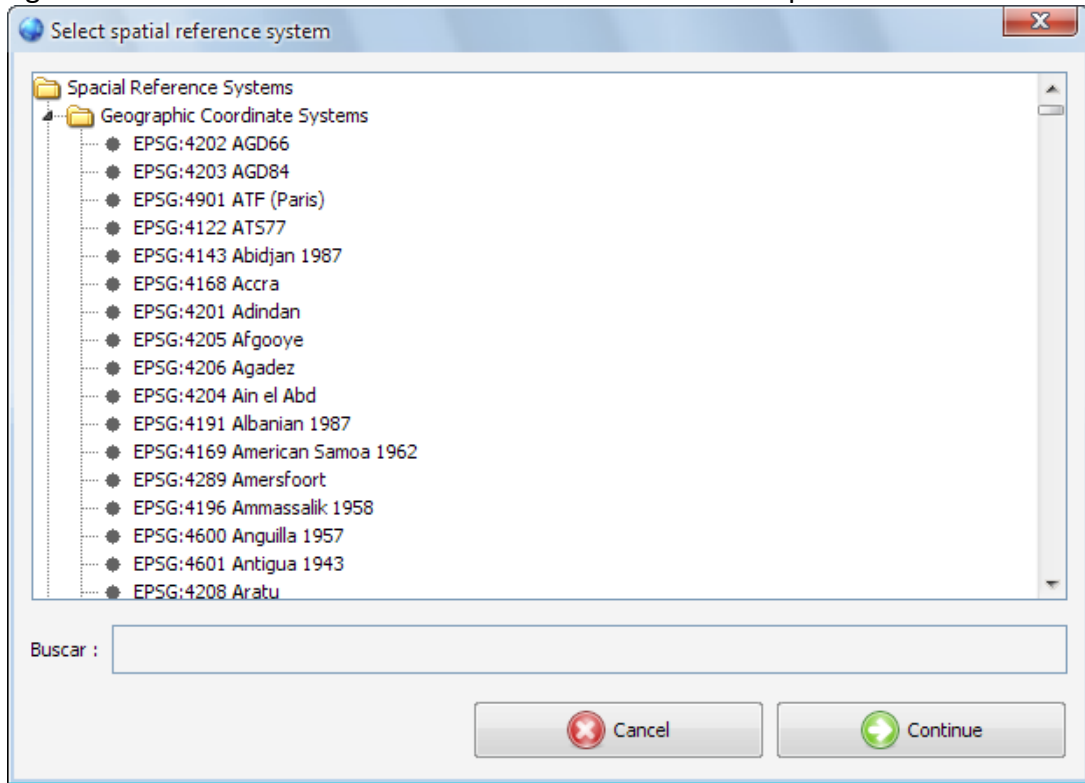 Select spatial reference system
Spacial Reference Systems
Geographic Coordinate Systems
EPSG:4202 AGD66
EPSG:4203 AGD84
EPSG:4901 ATF (Paris)
EPSG:4122 ATS77
EPSG:4143 Abidjan 1987
EPSG:4168 Accra
EPSG:4201 Adindan
EPSG:4205 Afgooye
EPSG:4206 Agadez
EPSG:4204 Ain el Abd
EPSG:4191 Albanian 1987
EPSG:4169 American Samoa 1962
EPSG:4289 Amersfoort
EPSG:4196 Ammassalik 1958
EPSG:4600 Anguilla 1957
EPSG:4601 Antigua 1943
EPSG:4208 Aratu
Buscar :
Cancel
Continue